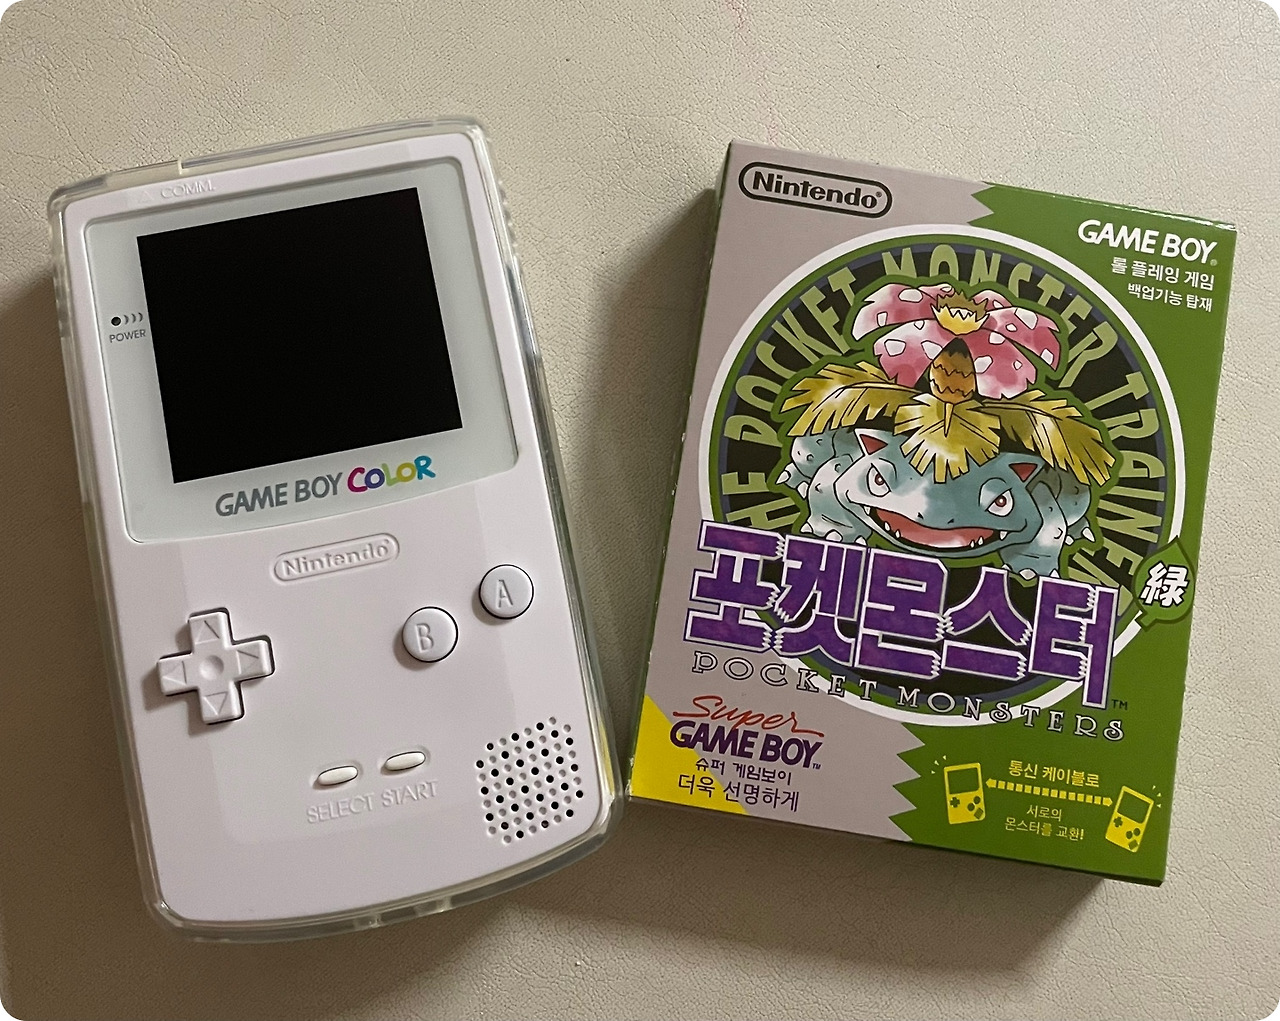 COMM.
POWER
GAME BOY COLOR
Nintendo®
A
B
SELECT START
Nintendo®
GAME BOY®
롤 플레잉 게임
백업기능 탑재
THE POCKET MONSTER TRAINER
포켓몬스터™
緑
POCKET MONSTERS
Super
GAME BOY™
슈퍼 게임보이
더욱 선명하게
통신 케이블로
서로의
몬스터를 교환!